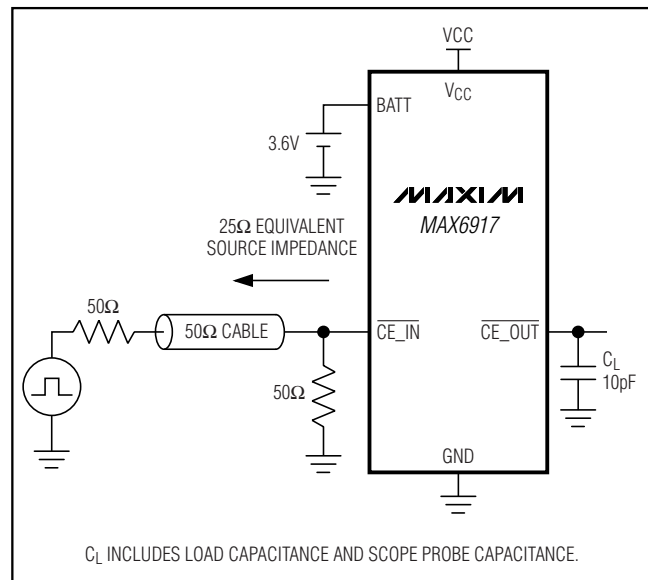 VCC
VCC
BATT
3.6V
MAXIM
MAX6917
25Ω EQUIVALENT
SOURCE IMPEDANCE
50Ω
50Ω CABLE
CE_IN
CE_OUT
50Ω
CL
10pF
GND
CL INCLUDES LOAD CAPACITANCE AND SCOPE PROBE CAPACITANCE.